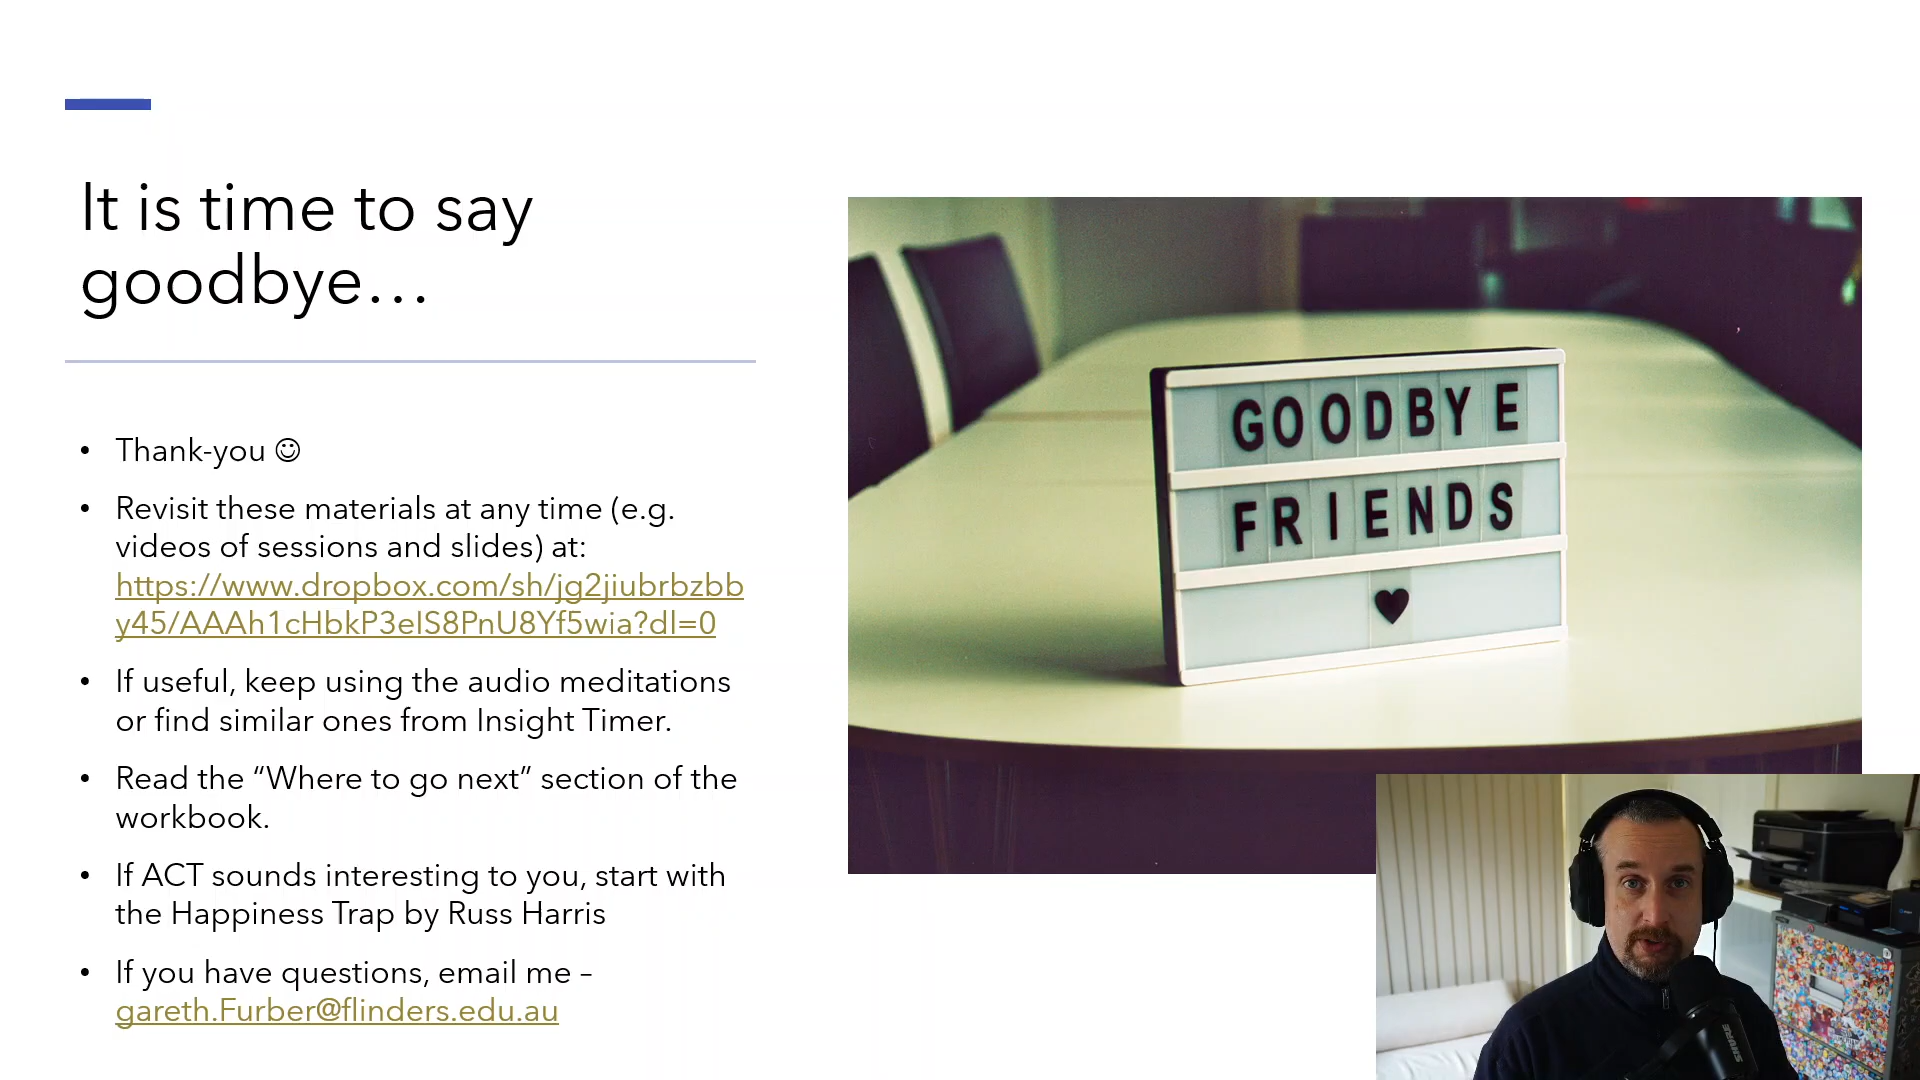 It is time to say
goodbye…
• Thank-you ☺
• Revisit these materials at any time (e.g.
videos of sessions and slides) at:
https://www.dropbox.com/sh/jg2jiubrbzbb
y45/AAAh1cHbkP3eIS8PnU8Yf5wia?dl=0
• If useful, keep using the audio meditations
or find similar ones from Insight Timer.
• Read the “Where to go next” section of the
workbook.
• If ACT sounds interesting to you, start with
the Happiness Trap by Russ Harris
• If you have questions, email me –
gareth.Furber@flinders.edu.au
GOODBYE
FRIENDS
♥
SHURE